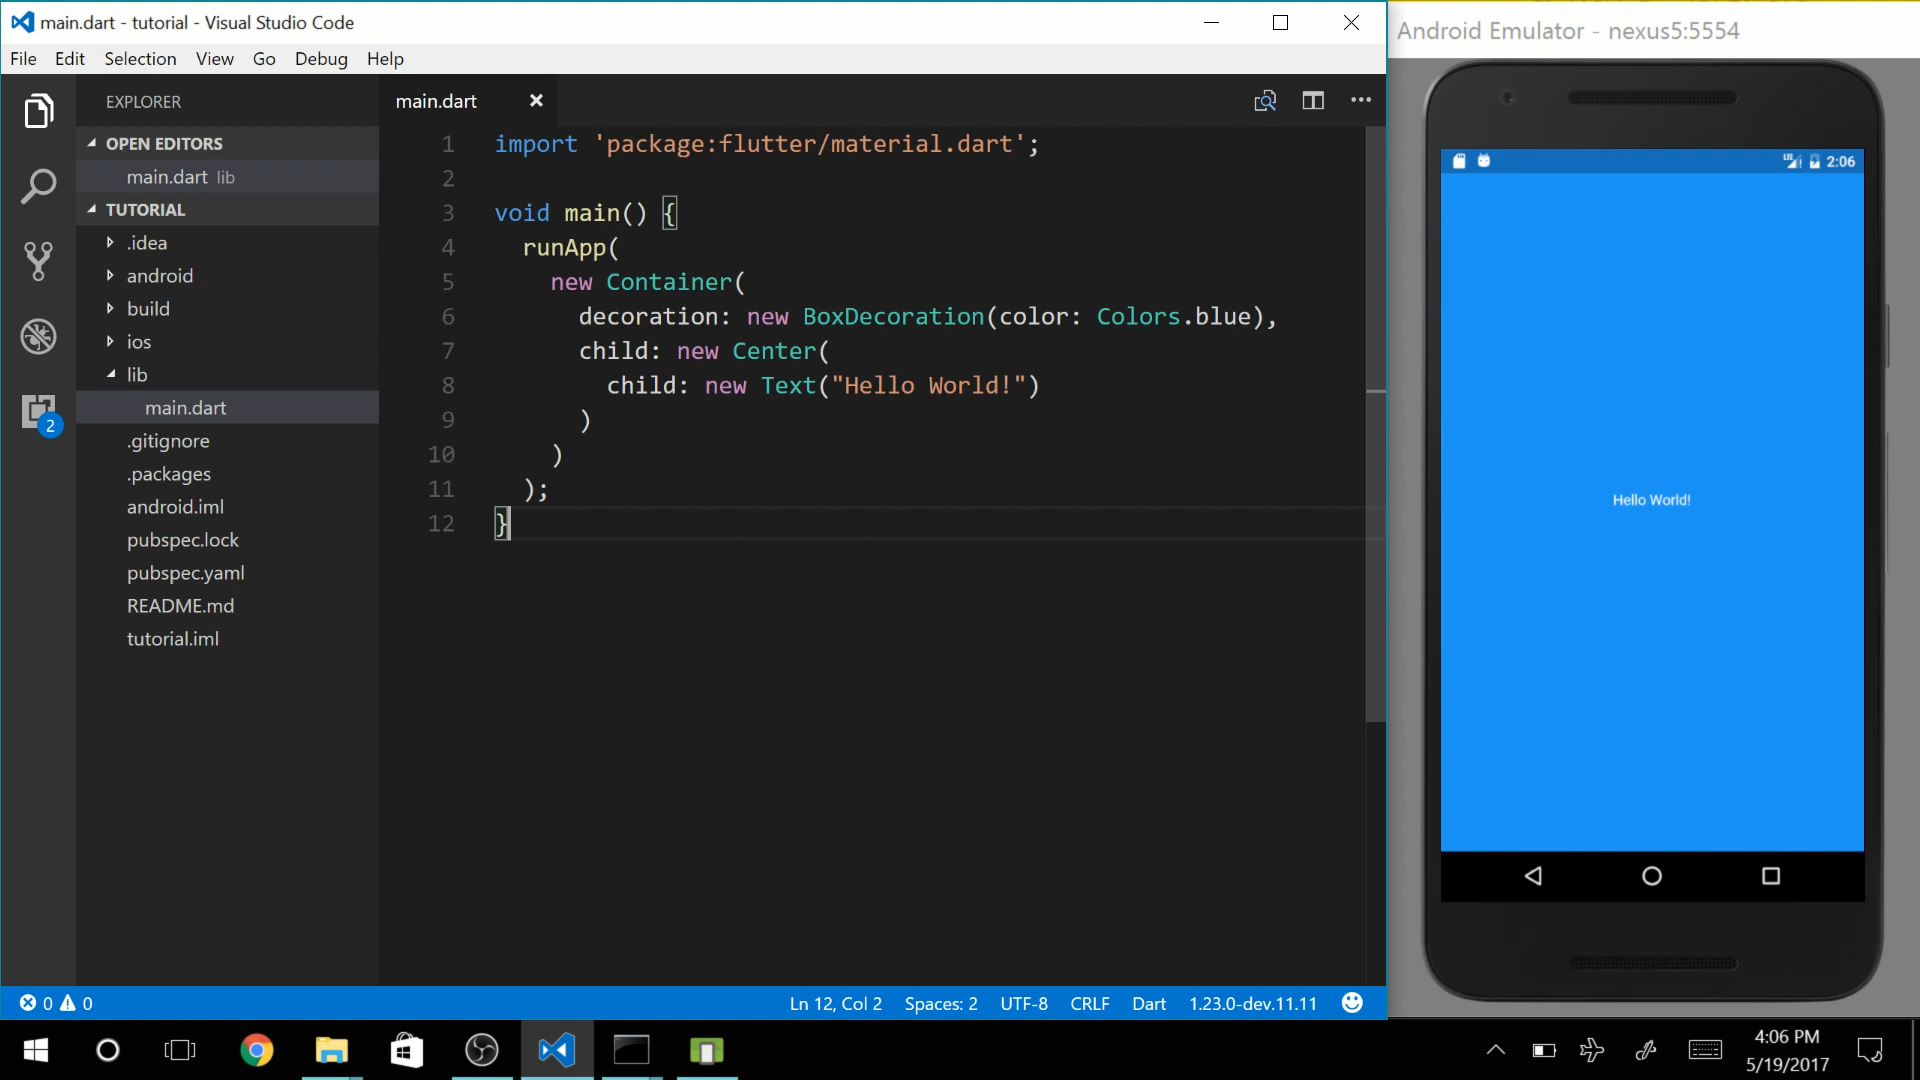 main.dart - tutorial - Visual Studio Code
File Edit Selection View Go Debug Help
EXPLORER
OPEN EDITORS
main.dart lib
TUTORIAL
.idea
android
build
ios
lib
main.dart
.gitignore
.packages
android.iml
pubspec.lock
pubspec.yaml
README.md
tutorial.iml
2
main.dart
1 import 'package:flutter/material.dart';
2
3 void main() {
4 runApp(
5 new Container(
6 decoration: new BoxDecoration(color: Colors.blue),
7 child: new Center(
8 child: new Text("Hello World!")
9 )
10 )
11 );
12 }
0 0
Ln 12, Col 2 Spaces: 2 UTF-8 CRLF Dart 1.23.0-dev.11.11
Android Emulator - nexus5:5554
LTE 2:06
Hello World!
4:06 PM
5/19/2017